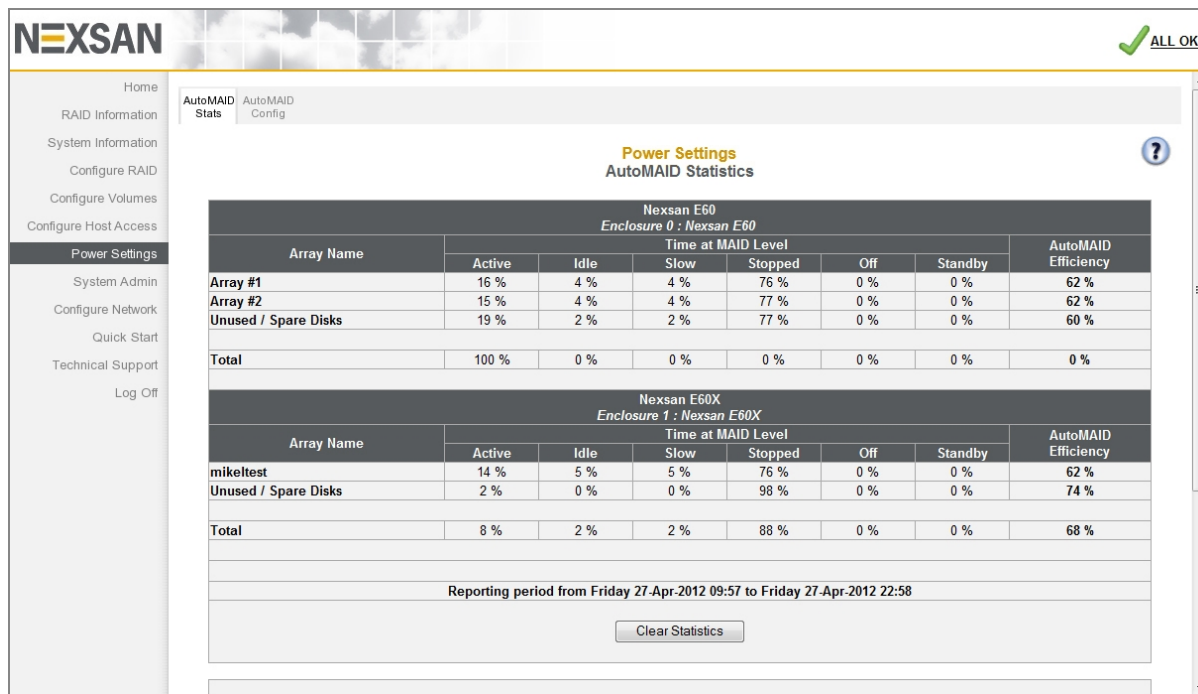 NEXSAN
ALL OK
Home
RAID Information
System Information
Configure RAID
Configure Volumes
Configure Host Access
Power Settings
System Admin
Configure Network
Quick Start
Technical Support
Log Off
AutoMAID Stats
AutoMAID Config
Power Settings
AutoMAID Statistics
?
Nexsan E60
Enclosure 0 : Nexsan E60
Array Name
Time at MAID Level
AutoMAID Efficiency
Active Idle Slow Stopped Off Standby
Array #1 16 % 4 % 4 % 76 % 0 % 0 % 62 %
Array #2 15 % 4 % 4 % 77 % 0 % 0 % 62 %
Unused / Spare Disks 19 % 2 % 2 % 77 % 0 % 0 % 60 %
Total 100 % 0 % 0 % 0 % 0 % 0 % 0 %
Nexsan E60X
Enclosure 1 : Nexsan E60X
Array Name
Time at MAID Level
AutoMAID Efficiency
Active Idle Slow Stopped Off Standby
mikeltest 14 % 5 % 5 % 76 % 0 % 0 % 62 %
Unused / Spare Disks 2 % 0 % 0 % 98 % 0 % 0 % 74 %
Total 8 % 2 % 2 % 88 % 0 % 0 % 68 %
Reporting period from Friday 27-Apr-2012 09:57 to Friday 27-Apr-2012 22:58
Clear Statistics